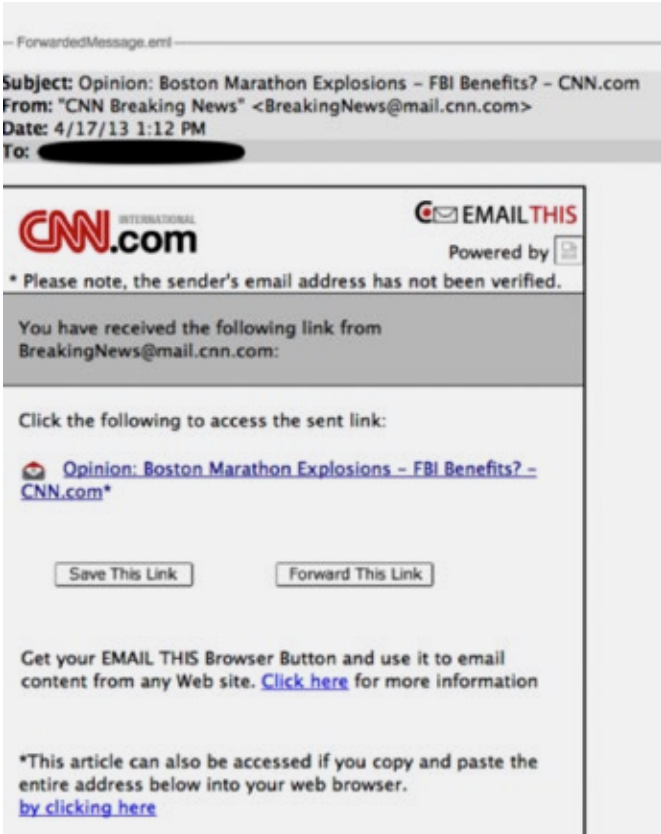 ForwardedMessage.eml
Subject: Opinion: Boston Marathon Explosions – FBI Benefits? – CNN.com
From: "CNN Breaking News" <BreakingNews@mail.cnn.com>
Date: 4/17/13 1:12 PM
To:
CNN INTERNATIONAL .com
EMAIL THIS
Powered by
* Please note, the sender's email address has not been verified.
You have received the following link from
BreakingNews@mail.cnn.com:
Click the following to access the sent link:
Opinion: Boston Marathon Explosions – FBI Benefits? –
CNN.com*
Save This Link Forward This Link
Get your EMAIL THIS Browser Button and use it to email
content from any Web site. Click here for more information
*This article can also be accessed if you copy and paste the
entire address below into your web browser.
by clicking here